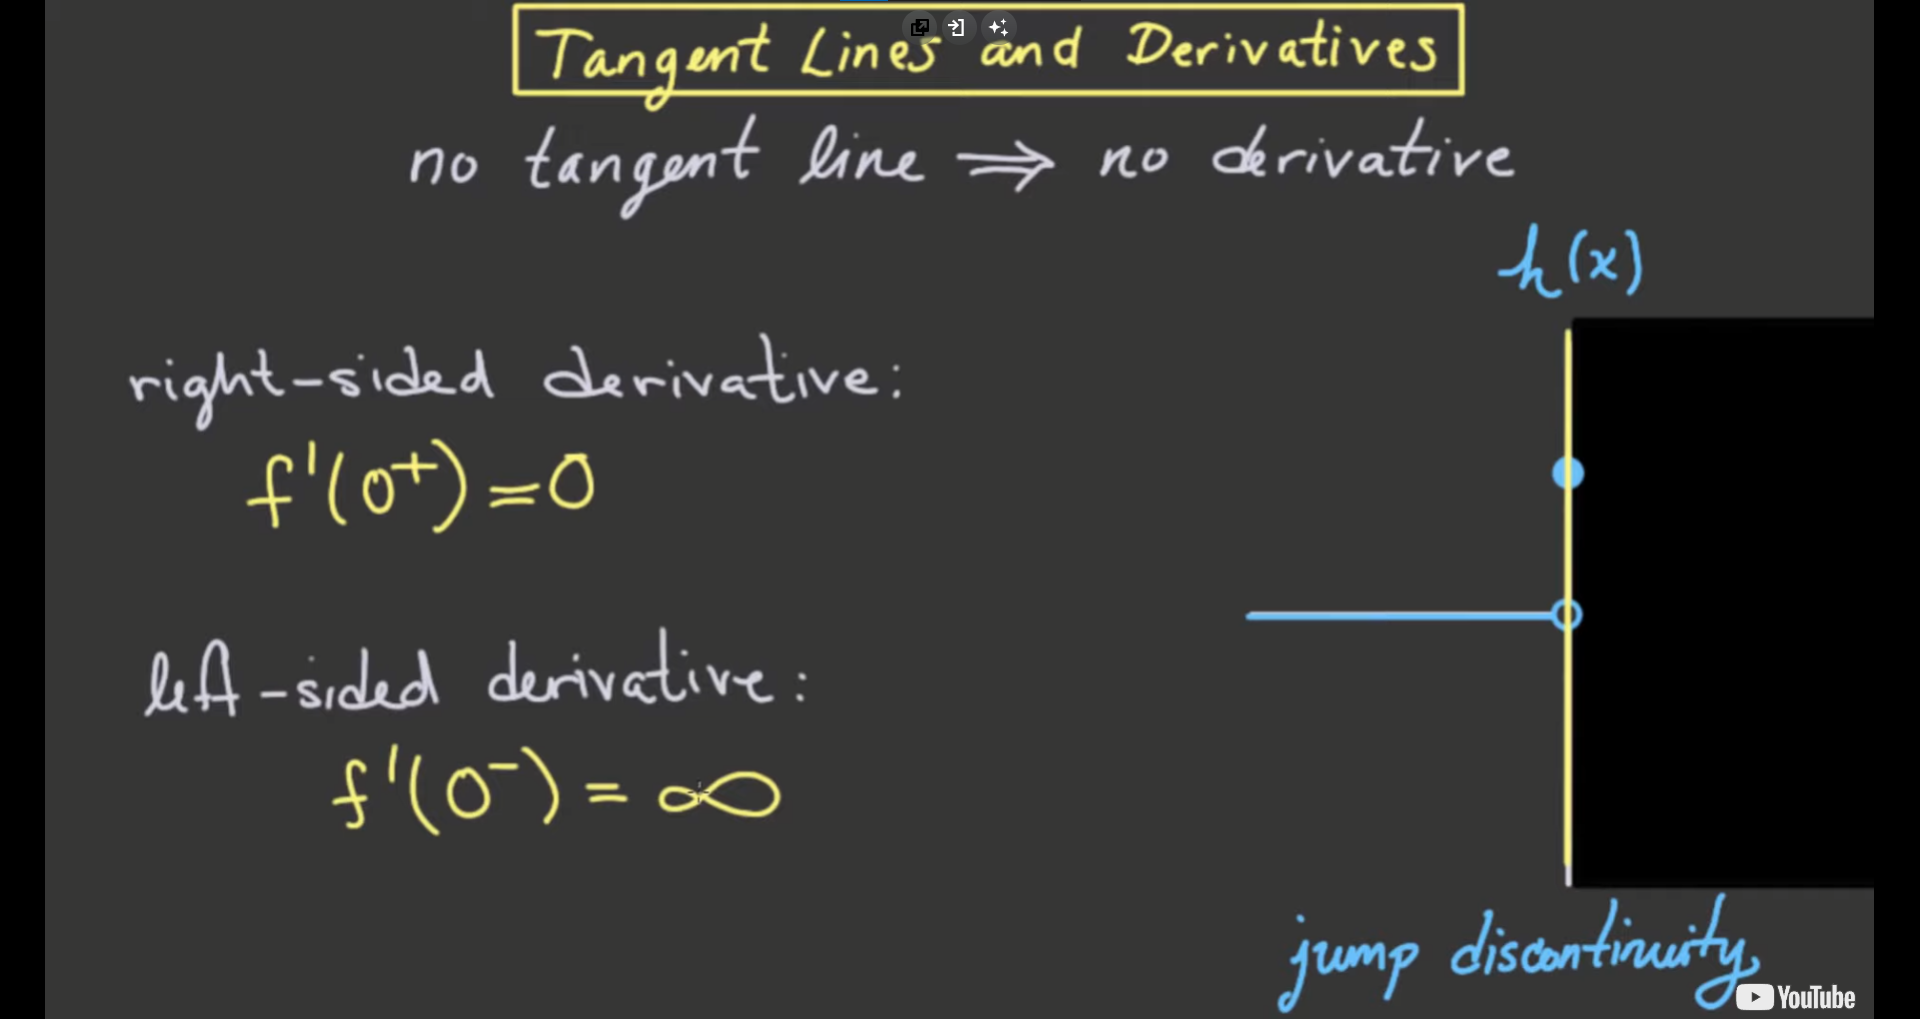 Tangent Lines and Derivatives
no tangent line ⟹ no derivative
h(x)
right-sided derivative:
f'(0⁺) = 0
left-sided derivative:
f'(0⁻) = ∞
jump discontinuity
YouTube